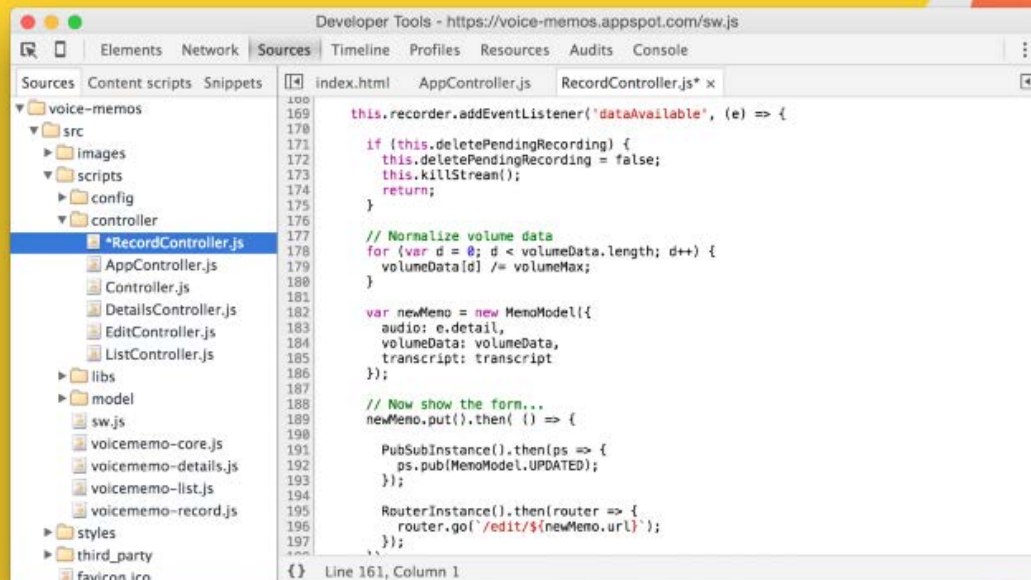 Developer Tools - https://voice-memos.appspot.com/sw.js
Elements Network Sources Timeline Profiles Resources Audits Console
Sources Content scripts Snippets
voice-memos
src
images
scripts
config
controller
*RecordController.js
AppController.js
Controller.js
DetailsController.js
EditController.js
ListController.js
libs
model
sw.js
voicememo-core.js
voicememo-details.js
voicememo-list.js
voicememo-record.js
styles
third_party
favicon.ico
index.html AppController.js RecordController.js* ×
168
169 this.recorder.addEventListener('dataAvailable', (e) => {
170
171 if (this.deletePendingRecording) {
172 this.deletePendingRecording = false;
173 this.killStream();
174 return;
175 }
176
177 // Normalize volume data
178 for (var d = 0; d < volumeData.length; d++) {
179 volumeData[d] /= volumeMax;
180 }
181
182 var newMemo = new MemoModel({
183 audio: e.detail,
184 volumeData: volumeData,
185 transcript: transcript
186 });
187
188 // Now show the form...
189 newMemo.put().then( () => {
190
191 PubSubInstance().then(ps => {
192 ps.pub(MemoModel.UPDATED);
193 });
194
195 RouterInstance().then(router => {
196 router.go(`/edit/${newMemo.url}`);
197 });
{} Line 161, Column 1